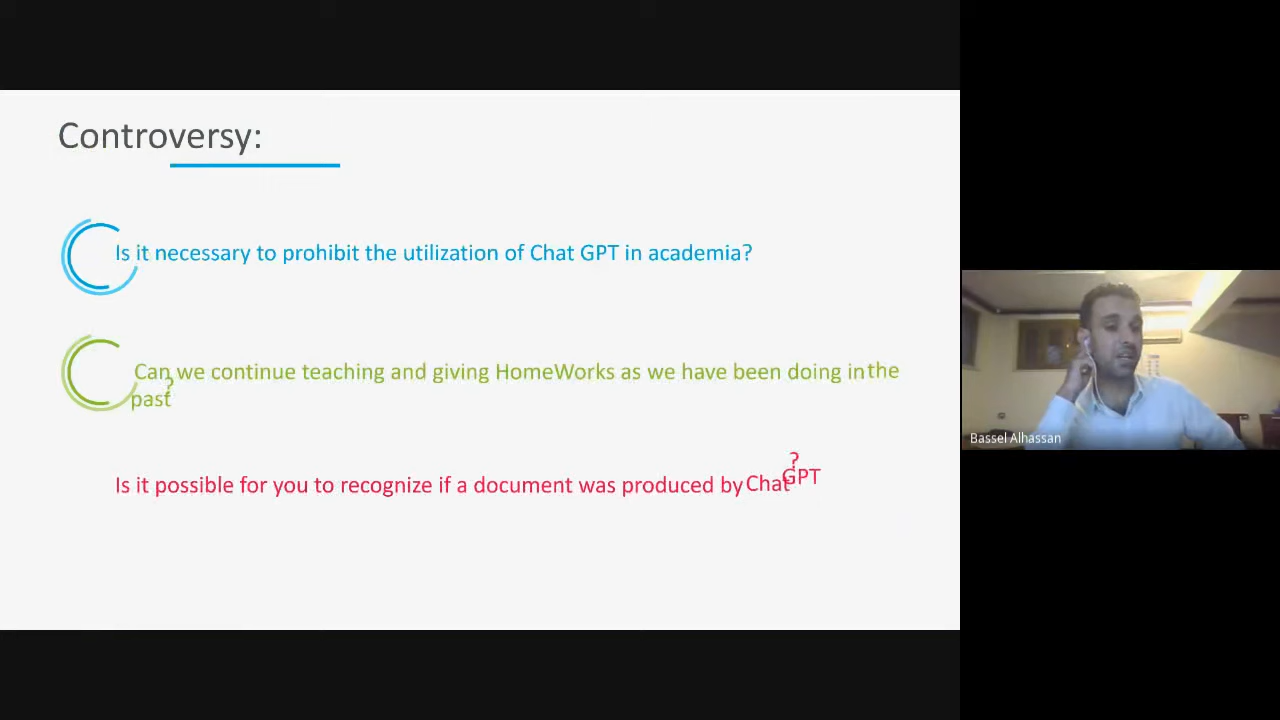 Controversy:
Is it necessary to prohibit the utilization of Chat GPT in academia?
Can we continue teaching and giving HomeWorks as we have been doing in the
past?
Is it possible for you to recognize if a document was produced by Chat GPT?
Bassel Alhassan